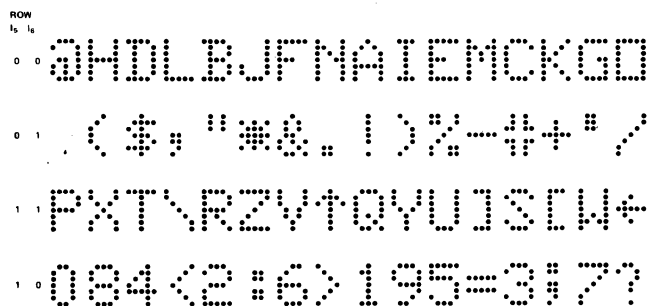 ROW
I5 I6
0 0 @HDLBJFNAIEMCKGO
0 1 ($,"*&.!)%-#+'/
1 1 PXT\RZV↑QYU]S[W←
1 0 084<2:6>195=3;7?